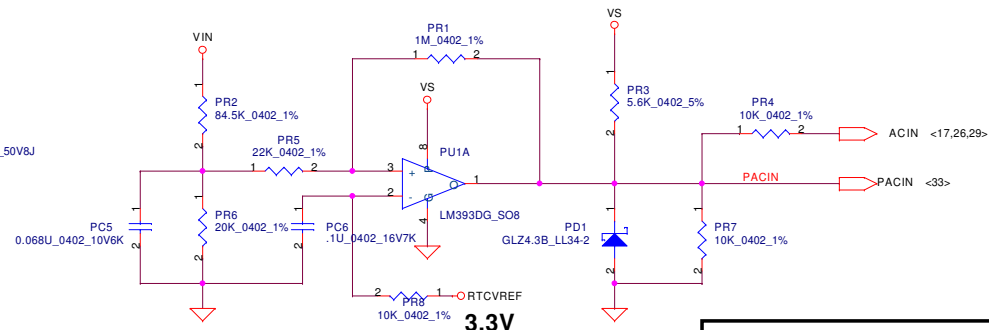 VS
PR1
1M_0402_1%
1 2
VIN
1
PR2
84.5K_0402_1%
2
VS
PR3
5.6K_0402_5%
1
2
PR4
10K_0402_1%
1 2
ACIN <17,26,29>
_50V8J
PR5
22K_0402_1%
1 2
8
PU1A
P
3
+
2
-
O
1
G
4
LM393DG_SO8
PACIN
PACIN <33>
PC5
0.068U_0402_10V6K
1
2
PR6
20K_0402_1%
1
2
PC6
.1U_0402_16V7K
1
2
PD1
GLZ4.3B_LL34-2
1
2
PR7
10K_0402_1%
1
2
2 1
PR8
10K_0402_1%
RTCVREF
3.3V